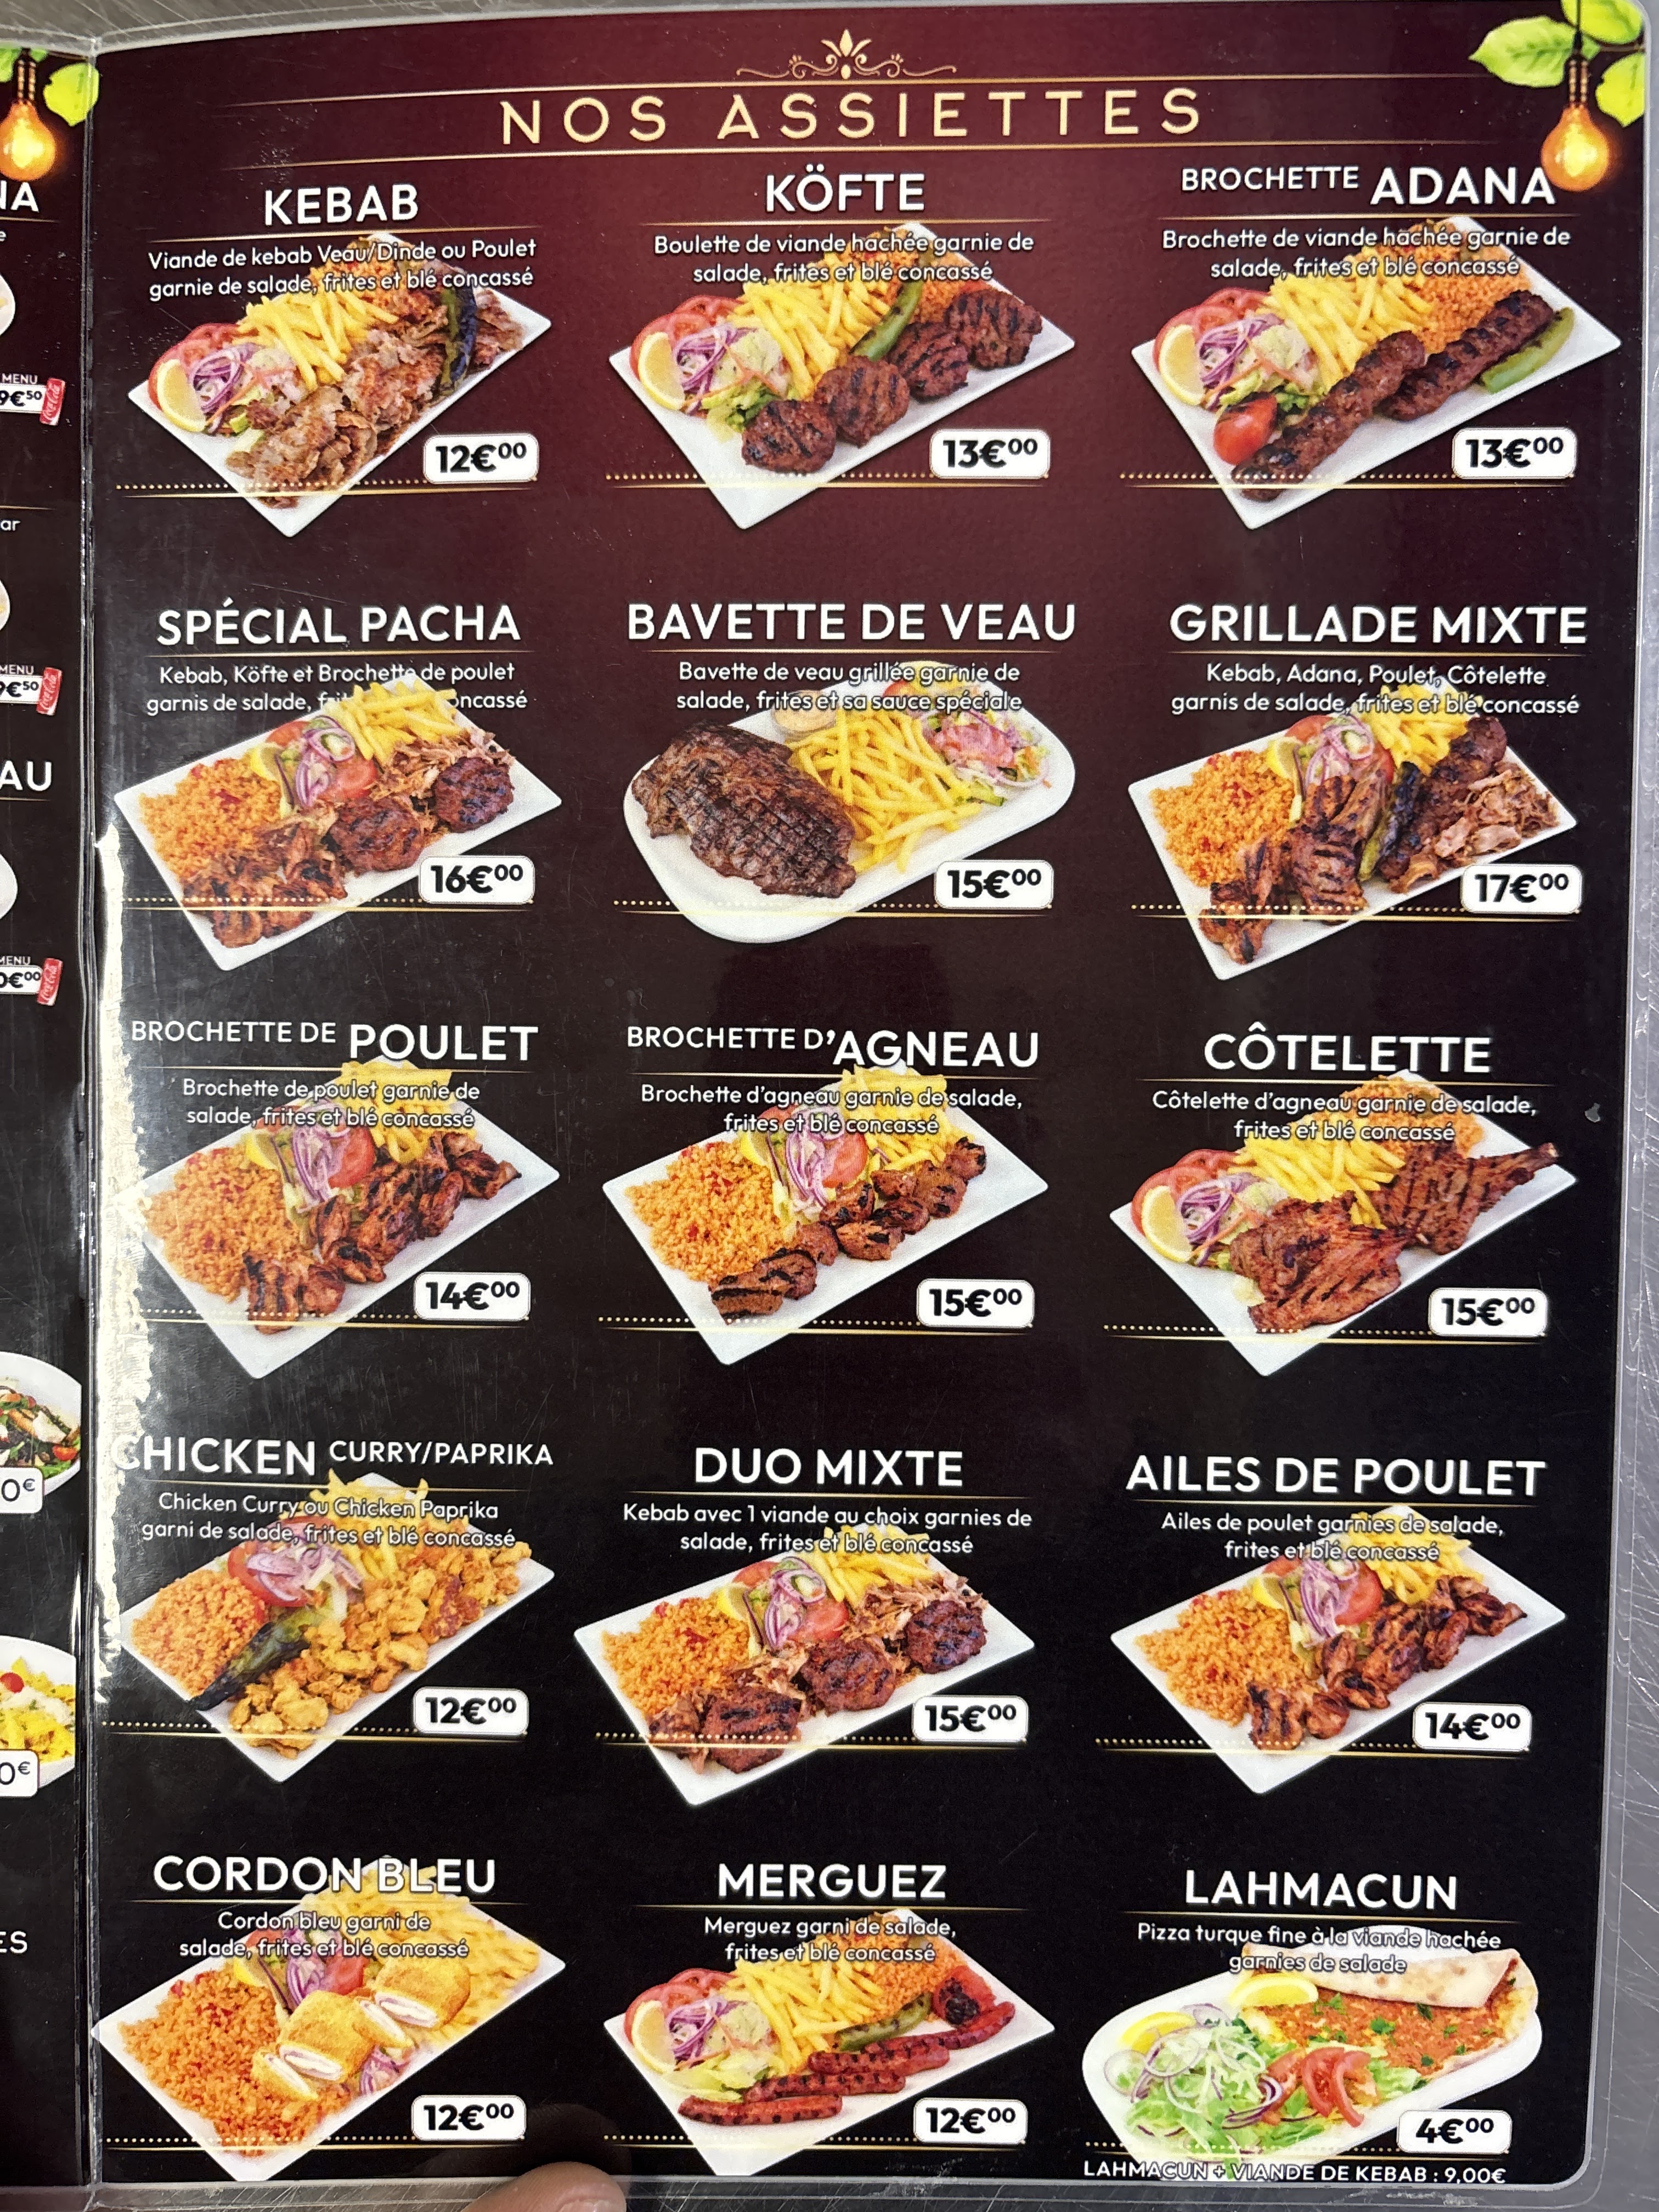 NOS ASSIETTES
KEBAB
Viande de kebab Veau/Dinde ou Poulet
garnie de salade, frites et blé concassé
12€00
KÖFTE
Boulette de viande hachée garnie de
salade, frites et blé concassé
13€00
BROCHETTE ADANA
Brochette de viande hachée garnie de
salade, frites et blé concassé
13€00
SPÉCIAL PACHA
Kebab, Köfte et Brochette de poulet
garnis de salade,
16€00
BAVETTE DE VEAU
Bavette de veau grillée garnie de
salade, frites et sa sauce spéciale
15€00
GRILLADE MIXTE
Kebab, Adana, Poulet, Côtelette
garnis de salade, frites et blé concassé
17€00
BROCHETTE DE POULET
Brochette de poulet garnie de
salade, frites et blé concassé
14€00
BROCHETTE D'AGNEAU
Brochette d'agneau garnie de salade,
frites et blé concassé
15€00
CÔTELETTE
Côtelette d'agneau garnie de salade,
frites et blé concassé
15€00
CHICKEN CURRY/PAPRIKA
Chicken Curry ou Chicken Paprika
garni de salade, frites et blé concassé
12€00
DUO MIXTE
Kebab avec 1 viande au choix garnies de
salade, frites et blé concassé
15€00
AILES DE POULET
Ailes de poulet garnies de salade,
frites et blé concassé
14€00
CORDON BLEU
Cordon bleu garni de
salade, frites et blé concassé
12€00
MERGUEZ
Merguez garni de salade,
frites et blé concassé
12€00
LAHMACUN
Pizza turque fine à la viande hachée
garnies de salade
4€00
LAHMACUN + VIANDE DE KEBAB : 9,00€
MENU
9€50
MENU
MENU